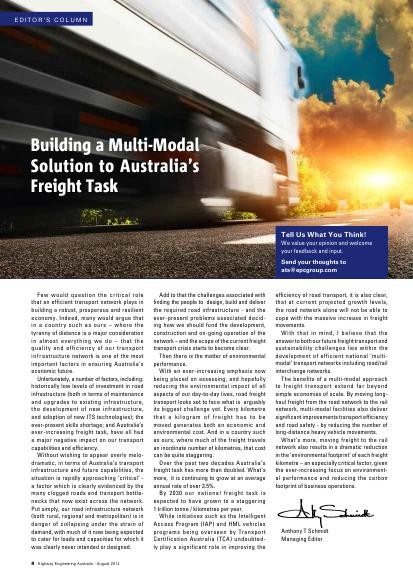 EDITOR'S COLUMN
Building a Multi-Modal
Solution to Australia's
Freight Task
Tell Us What You Think!
We value your opinion and welcome
your feedback and input.
Send your thoughts to
ats@epcgroup.com
Few would question the critical role
that an efficient transport network plays in
building a robust, prosperous and resilient
economy. Indeed, many would argue that
in a country such as ours – where the
tyranny of distance is a major consideration
in almost everything we do – that the
quality and efficiency of our transport
infrastructure network is one of the most
important factors in ensuring Australia's
economic future.
Unfortunately, a number of factors, including:
historically low levels of investment in road
infrastructure (both in terms of maintenance
and upgrades to existing infrastructure,
the development of new infrastructure,
and adoption of new ITS technologies); the
ever-present skills shortage; and Australia's
ever-increasing freight task, have all had
a major negative impact on our transport
capabilities and efficiency.
Without wishing to appear overly melo-
dramatic, in terms of Australia's transport
infrastructure and future capabilities, the
situation is rapidly approaching 'critical' -
a factor which is clearly evidenced by the
many clogged roads and transport bottle-
necks that now exist across the network.
Put simply, our road infrastructure network
(both rural, regional and metropolitan) is in
danger of collapsing under the strain of
demand, with much of it now being expected
to cater for loads and capacities for which it
was clearly never intended or designed.
Add to that the challenges associated with
finding the people to design, build and deliver
the required road infrastructure - and the
ever-present problems associated decid-
ing how we should fund the development,
construction and on-going operation of the
network – and the scope of the current freight
transport crisis starts to become clear.
Then there is the matter of environmental
performance.
With an ever-increasing emphasis now
being placed on assessing, and hopefully
reducing the environmental impact of all
aspects of our day-to-day lives, road freight
transport looks set to face what is arguably
its biggest challenge yet. Every kilometre
that a kilogram of freight has to be
moved generates both an economic and
environmental cost. And in a country such
as ours, where much of the freight travels
an inordinate number of kilometres, that cost
can be quite staggering.
Over the past two decades Australia's
freight task has more than doubled. What's
more, it is continuing to grow at an average
annual rate of over 3.5%.
By 2030 our national freight task is
expected to have grown to a staggering
1 trillion tonne / kilometres per year.
While initiatives such as the Intelligent
Access Program (IAP) and HML vehicles
programs being overseen by Transport
Certification Australia (TCA) undoubted-
ly play a significant role in improving the
efficiency of road transport, it is also clear,
that at current projected growth levels,
the road network alone will not be able to
cope with the massive increase in freight
movements.
With that in mind, I believe that the
answer to both our future freight transport and
sustainability challenges lies within the
development of efficient national 'multi-
modal' transport networks including road/rail
interchange networks.
The benefits of a multi-modal approach
to freight transport extend far beyond
simple economies of scale. By moving long-
haul freight from the road network to the rail
network, multi-modal facilities also deliver
significant improvements transport efficiency
and road safety - by reducing the number of
long-distance heavy vehicle movements.
What's more, moving freight to the rail
network also results in a dramatic reduction
in the 'environmental footprint' of each freight
kilometre – an especially critical factor, given
the ever-increasing focus on environment-
al performance and reducing the carbon
footprint of business operations.
Anthony T Schmidt
Managing Editor
4 Highway Engineering Australia - August 2014